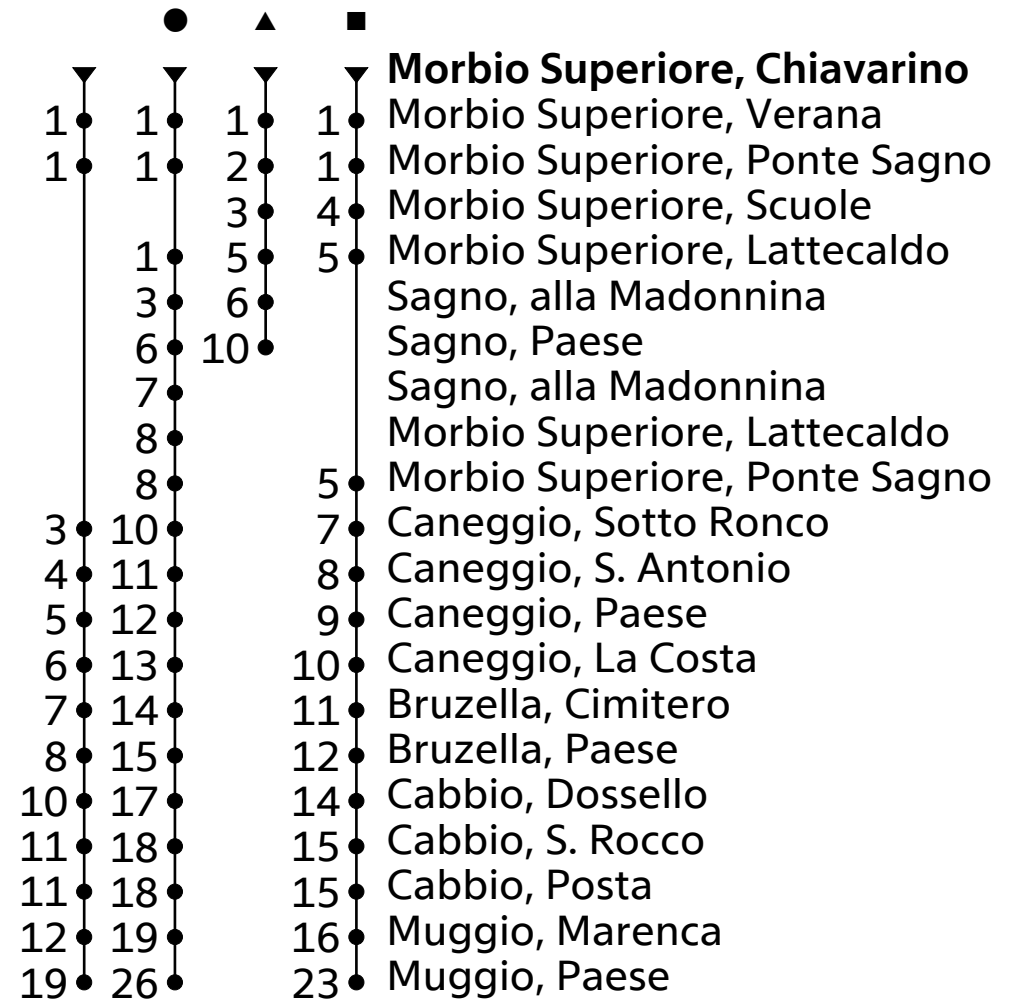 ● ▲ ■
Morbio Superiore, Chiavarino
1 1 1 1 Morbio Superiore, Verana
1 1 2 1 Morbio Superiore, Ponte Sagno
3 4 Morbio Superiore, Scuole
1 5 5 Morbio Superiore, Lattecaldo
3 6 Sagno, alla Madonnina
6 10 Sagno, Paese
7 Sagno, alla Madonnina
8 Morbio Superiore, Lattecaldo
8 5 Morbio Superiore, Ponte Sagno
3 10 7 Caneggio, Sotto Ronco
4 11 8 Caneggio, S. Antonio
5 12 9 Caneggio, Paese
6 13 10 Caneggio, La Costa
7 14 11 Bruzella, Cimitero
8 15 12 Bruzella, Paese
10 17 14 Cabbio, Dossello
11 18 15 Cabbio, S. Rocco
11 18 15 Cabbio, Posta
12 19 16 Muggio, Marenca
19 26 23 Muggio, Paese